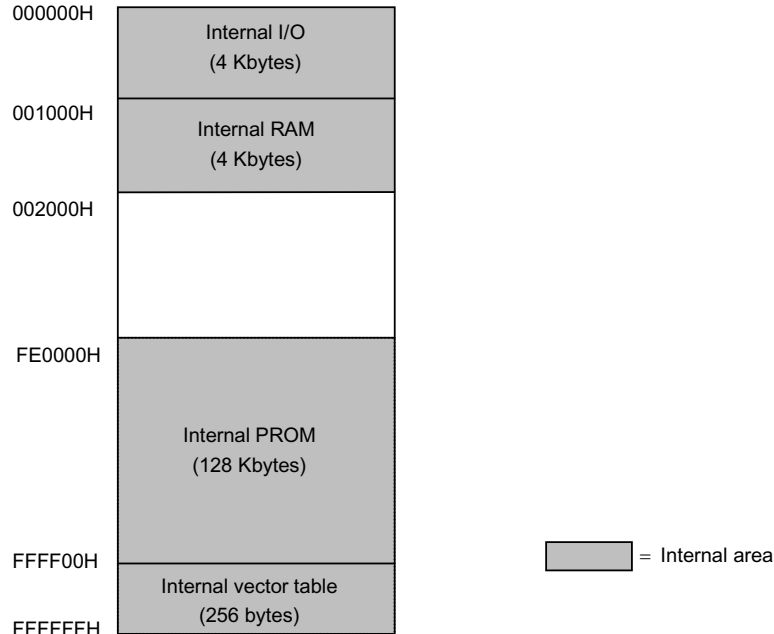 000000H
Internal I/O
(4 Kbytes)
001000H
Internal RAM
(4 Kbytes)
002000H
FE0000H
Internal PROM
(128 Kbytes)
FFFF00H
= Internal area
Internal vector table
(256 bytes)
FFFFFFH